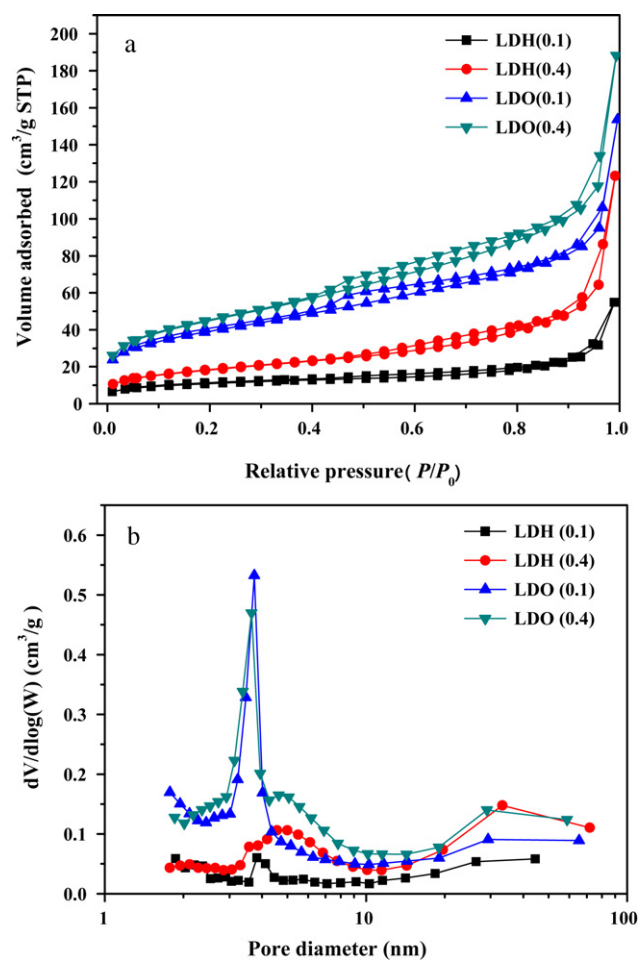 a
LDH(0.1)
LDH(0.4)
LDO(0.1)
LDO(0.4)
Volume adsorbed (cm³/g STP)
200
180
160
140
120
100
80
60
40
20
0
0.0 0.2 0.4 0.6 0.8 1.0
Relative pressure( P/P₀)
b
LDH (0.1)
LDH (0.4)
LDO (0.1)
LDO (0.4)
dV/dlog(W) (cm³/g)
0.6
0.5
0.4
0.3
0.2
0.1
0.0
1 10 100
Pore diameter (nm)